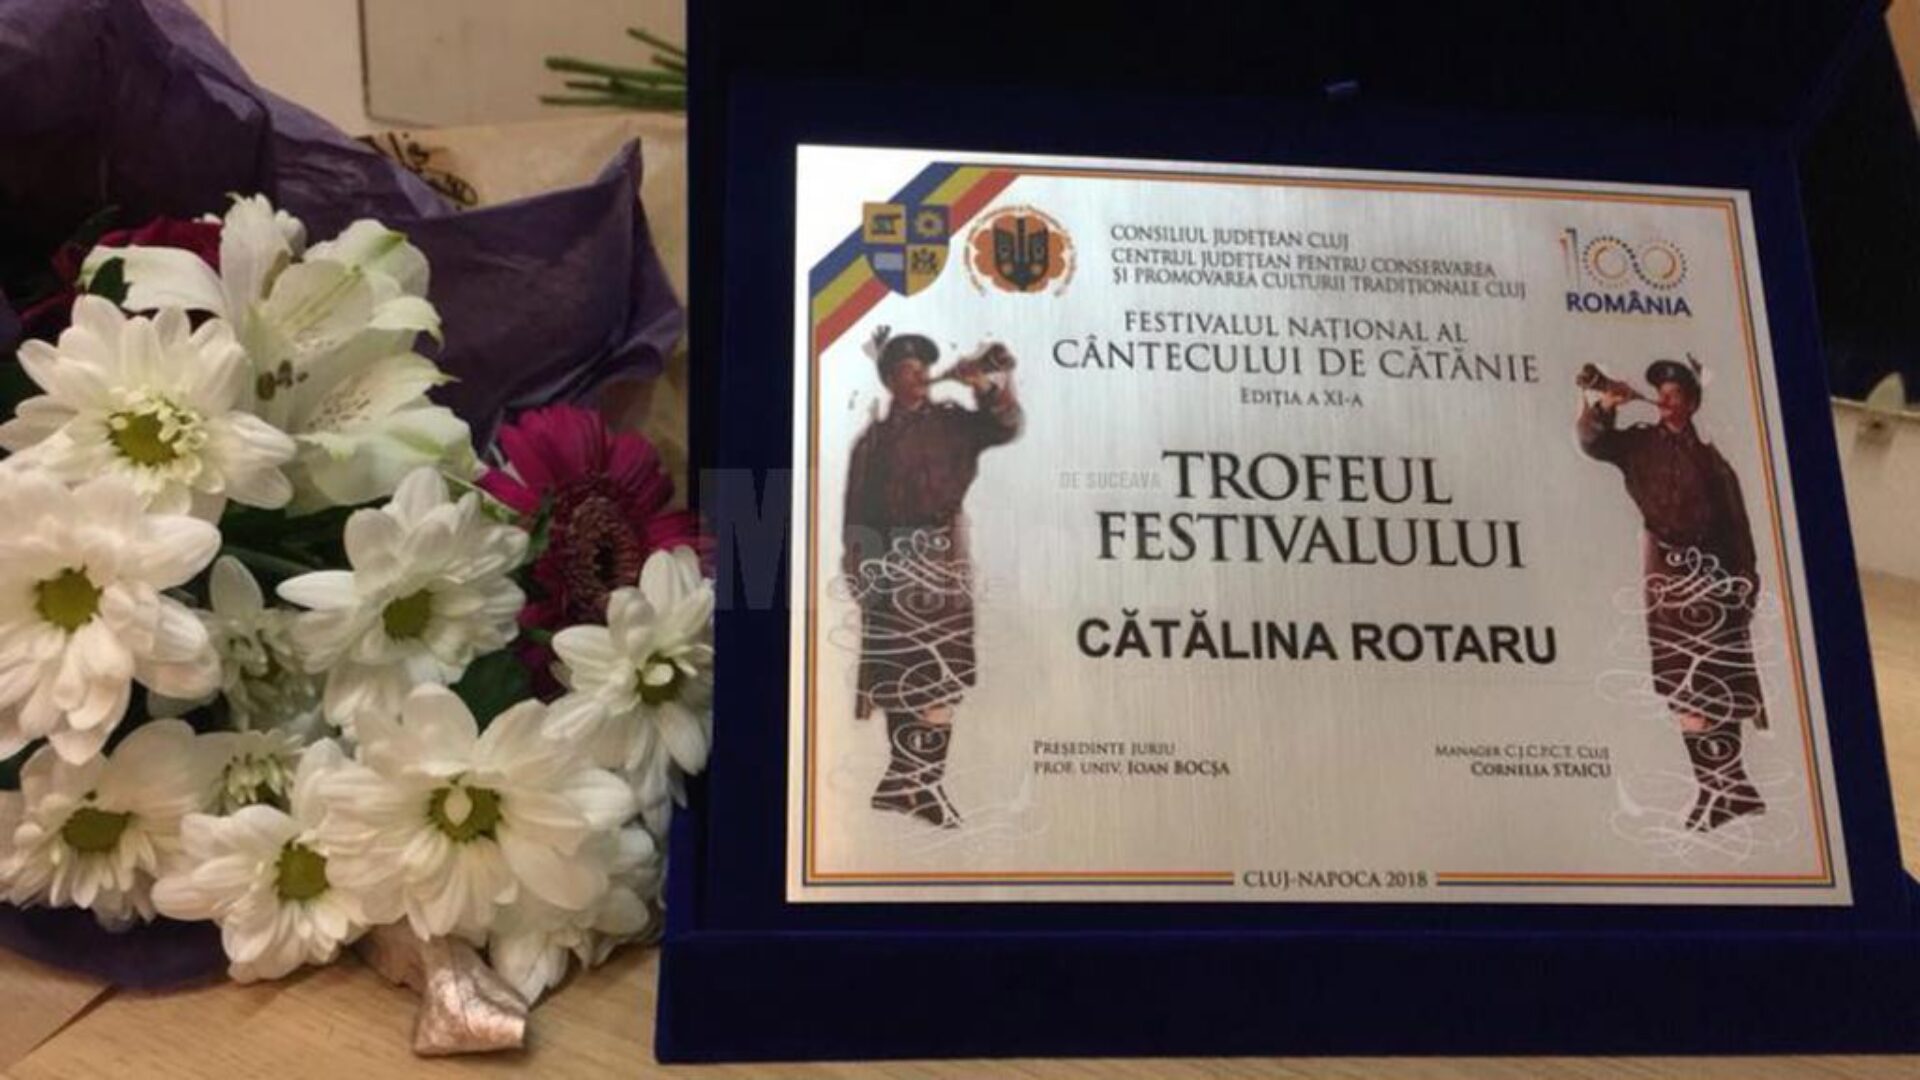 CONSILIUL JUDEȚEAN CLUJ
CENTRUL JUDEȚEAN PENTRU CONSERVAREA
ȘI PROMOVAREA CULTURII TRADIȚIONALE CLUJ
100
ROMÂNIA
FESTIVALUL NAȚIONAL AL
CÂNTECULUI DE CĂTĂNIE
EDIȚIA A XI-A
DE SUCEAVA
TROFEUL
FESTIVALULUI
CĂTĂLINA ROTARU
PREȘEDINTE JURIU
PROF. UNIV. IOAN BOCȘA
MANAGER C.J.C.P.C.T. CLUJ
CORNELIA STAICU
CLUJ-NAPOCA 2018